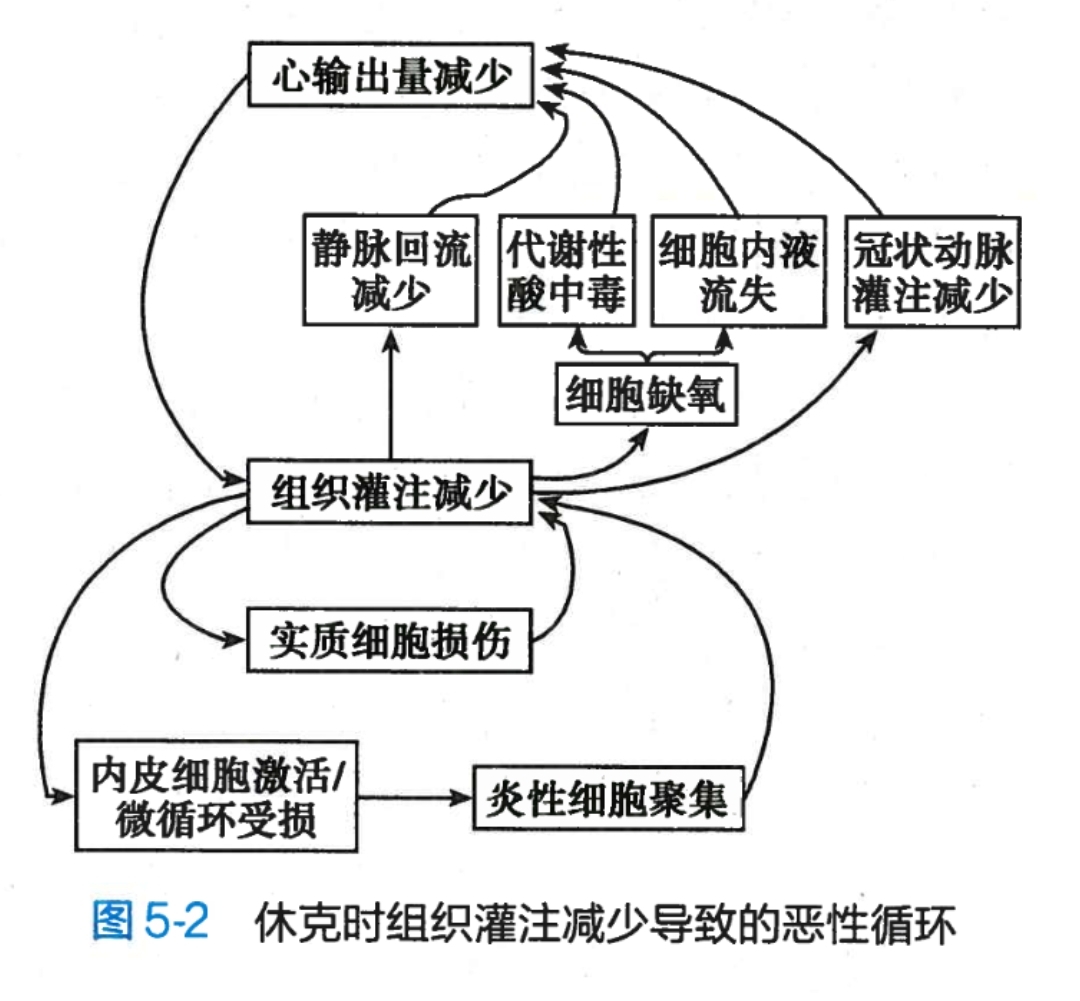 心输出量减少
静脉回流
减少
代谢性
酸中毒
细胞内液
流失
冠状动脉
灌注减少
细胞缺氧
组织灌注减少
实质细胞损伤
内皮细胞激活/
微循环受损
炎性细胞聚集
图 5-2 休克时组织灌注减少导致的恶性循环